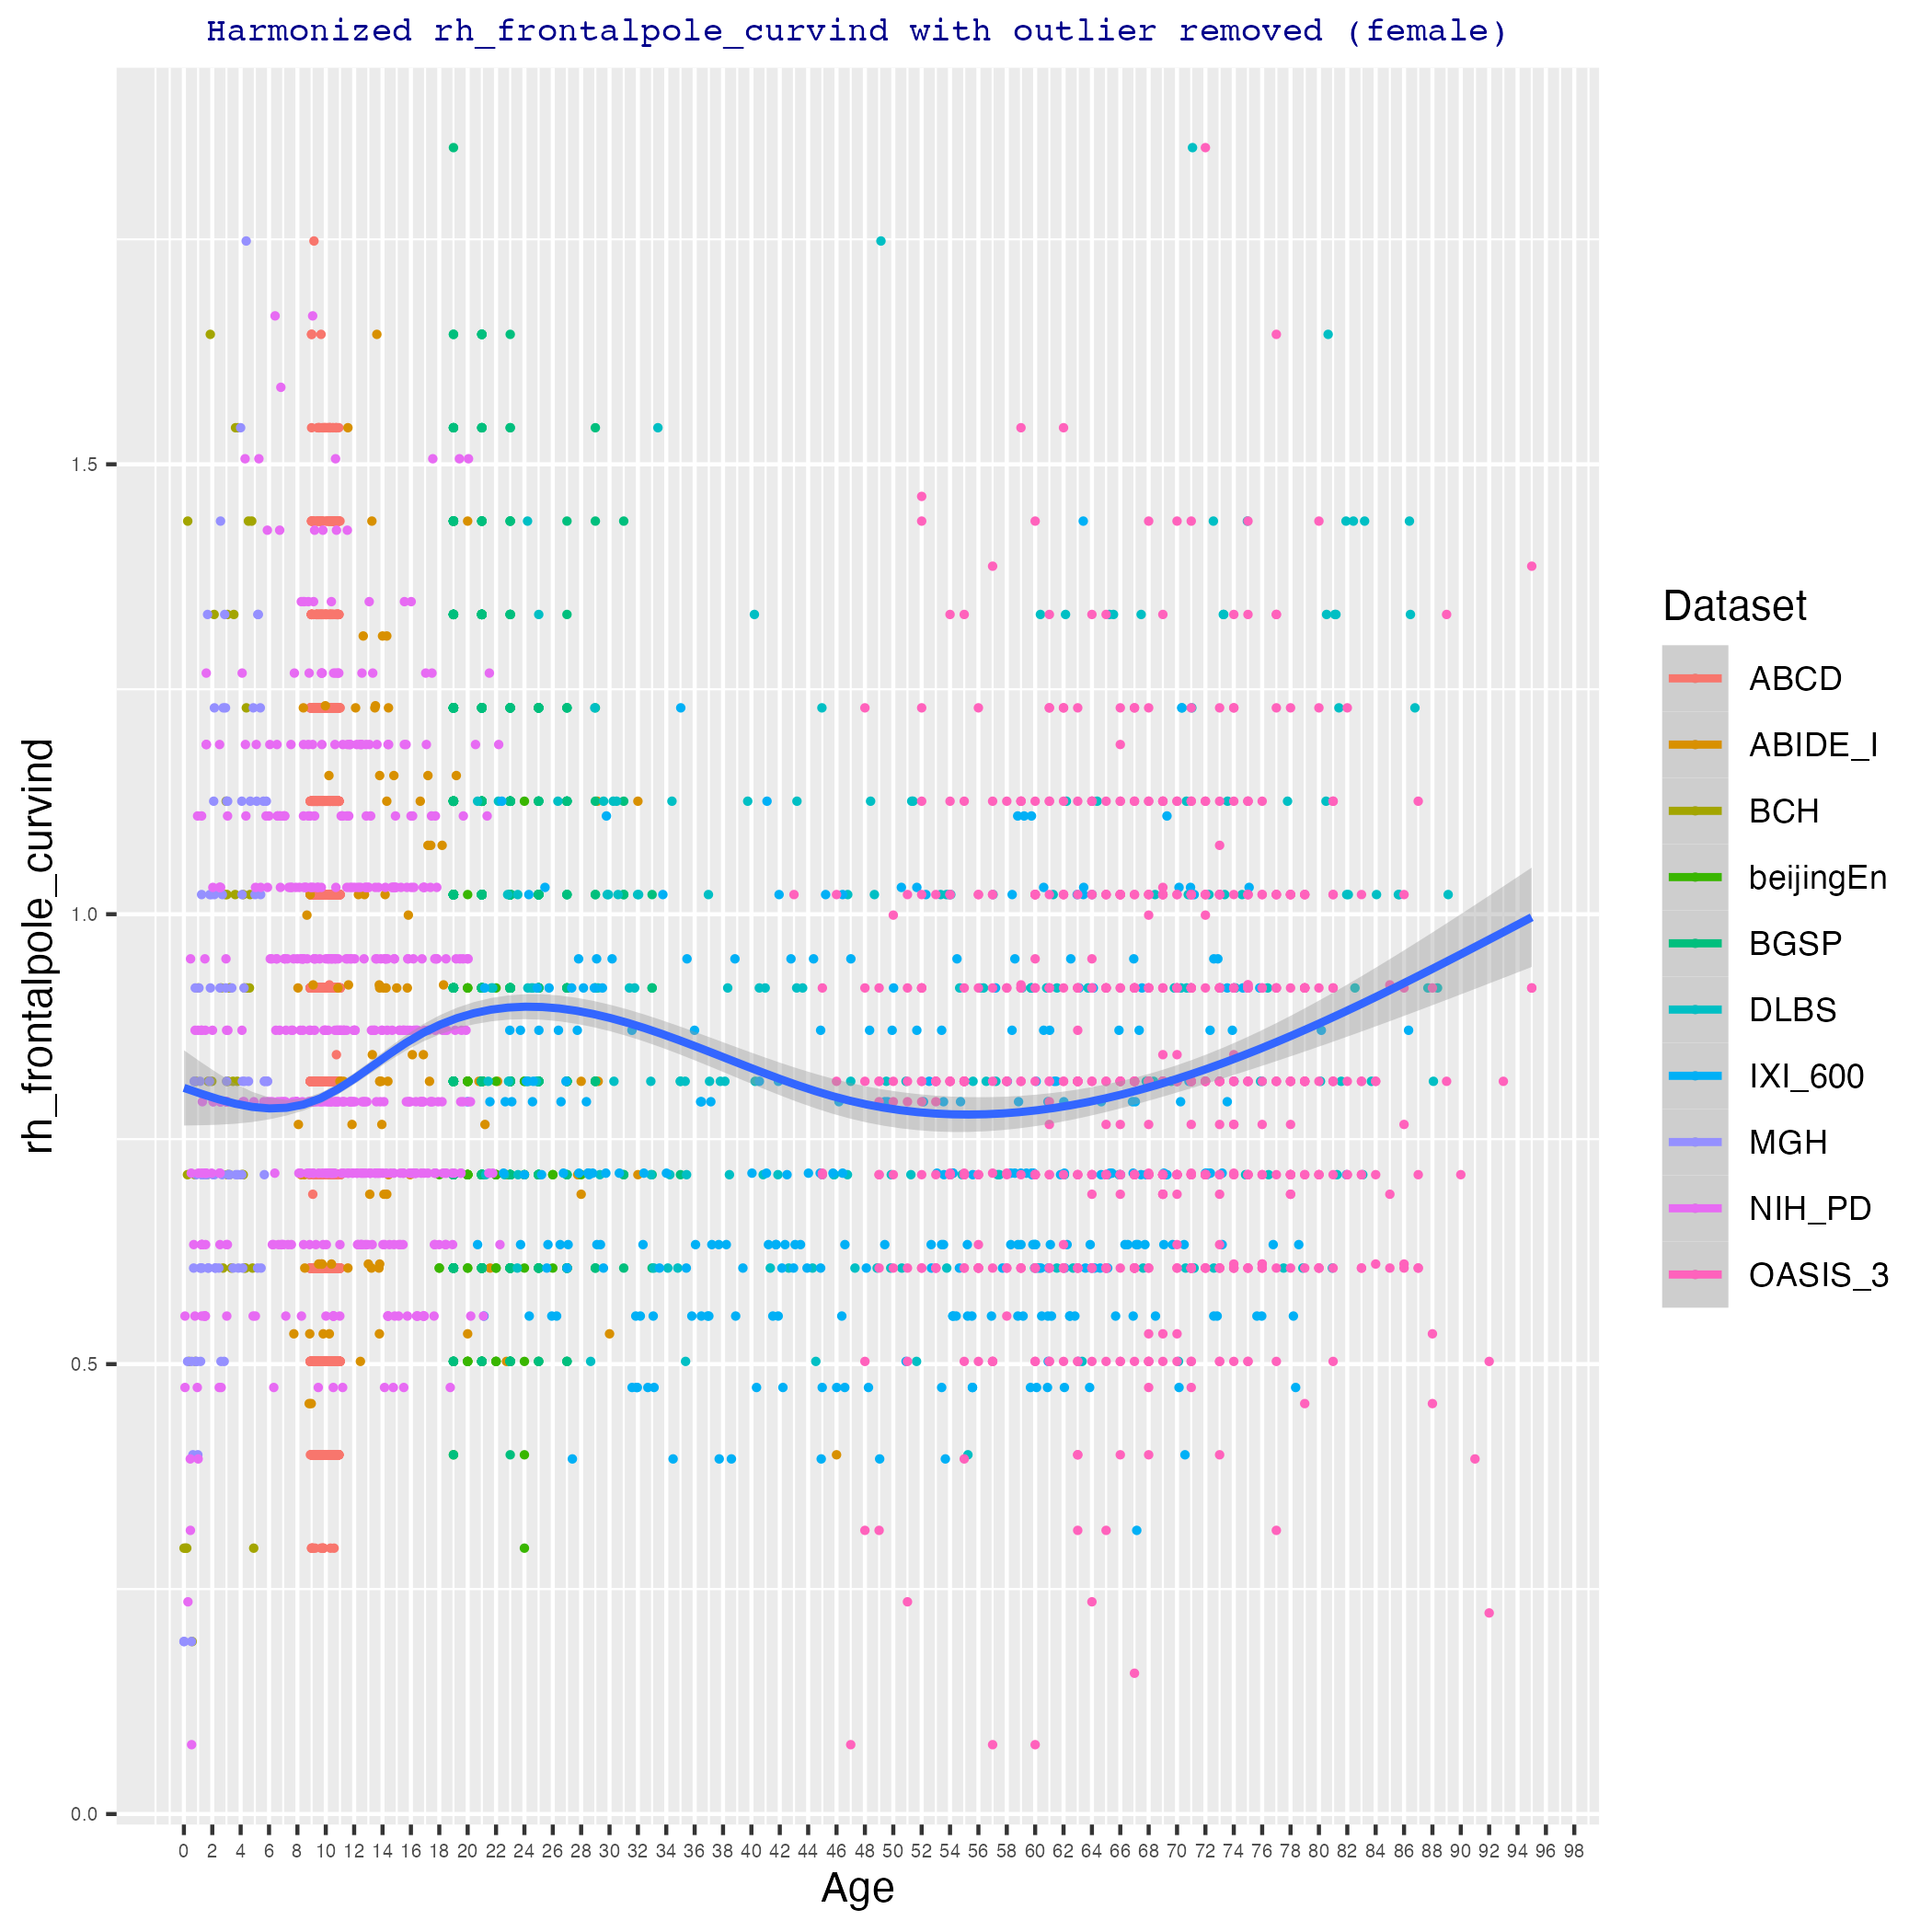 Harmonized rh_frontalpole_curvind with outlier removed (female)
rh_frontalpole_curvind
1.5
1.0
0.5
0.0
0 2 4 6 8 10 12 14 16 18 20 22 24 26 28 30 32 34 36 38 40 42 44 46 48 50 52 54 56 58 60 62 64 66 68 70 72 74 76 78 80 82 84 86 88 90 92 94 96 98
Age
Dataset
ABCD
ABIDE_I
BCH
beijingEn
BGSP
DLBS
IXI_600
MGH
NIH_PD
OASIS_3